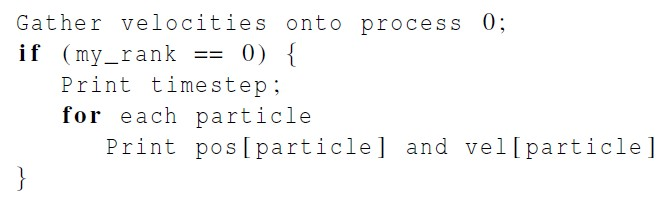 Gather velocities onto process 0;
if (my_rank == 0) {
Print timestep;
for each particle
Print pos[particle] and vel[particle]
}